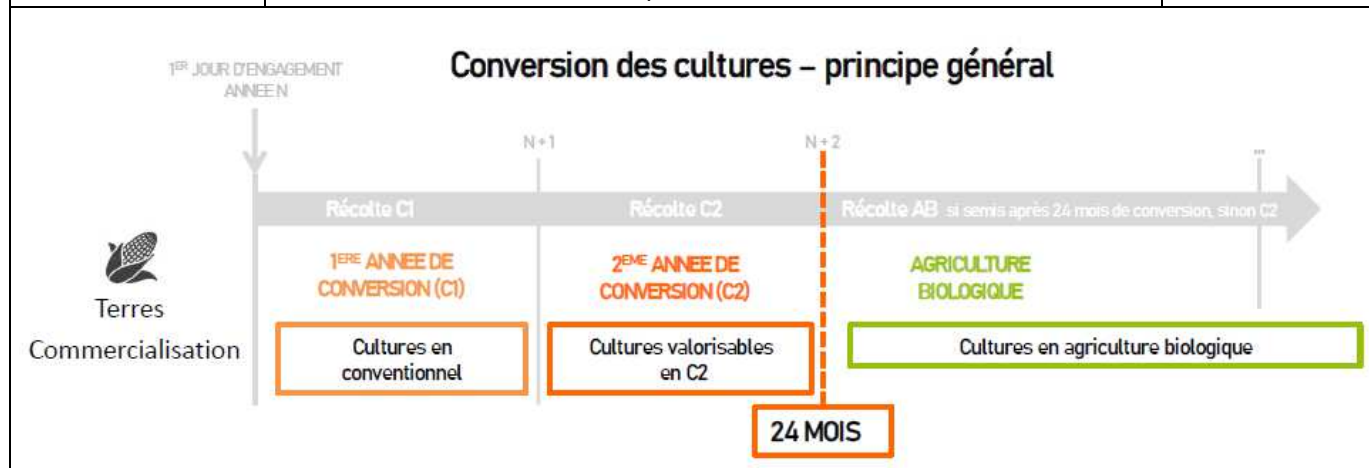 Conversion des cultures – principe général
1ER JOUR D'ENGAGEMENT
ANNEE N
N + 1
N + 2
...
Récolte C1
Récolte C2
Récolte AB si semis après 24 mois de conversion, sinon C2
1ERE ANNEE DE
CONVERSION (C1)
2EME ANNEE DE
CONVERSION (C2)
AGRICULTURE
BIOLOGIQUE
Terres
Commercialisation
Cultures en
conventionnel
Cultures valorisables
en C2
Cultures en agriculture biologique
24 MOIS